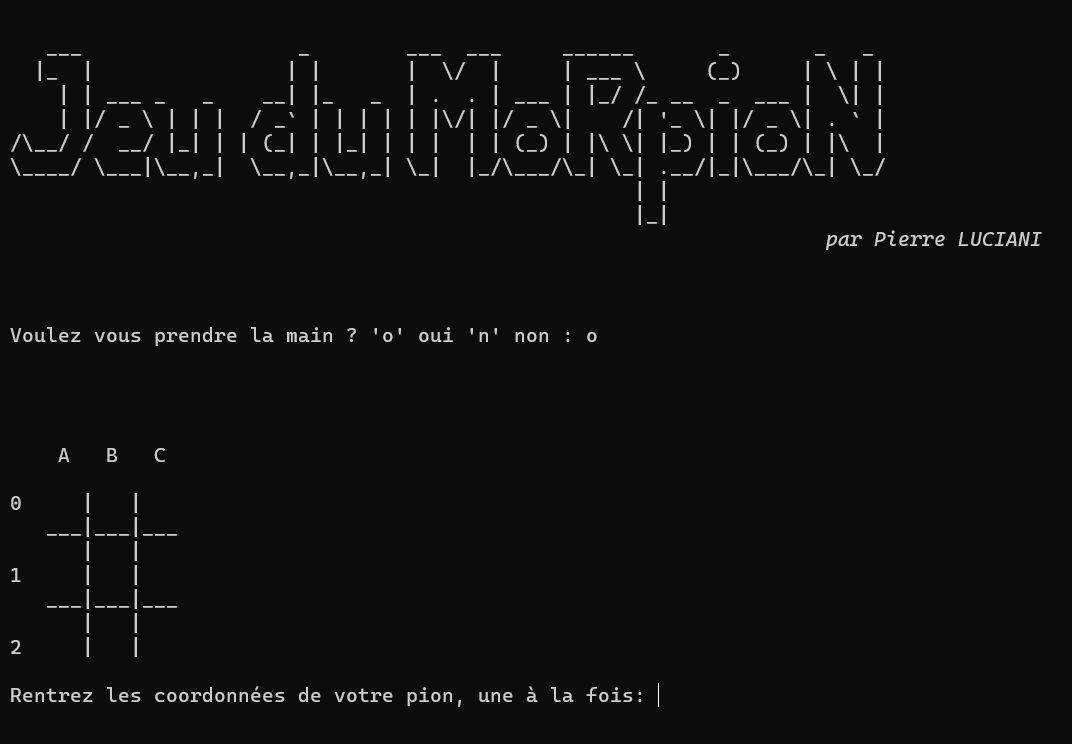 Jeu du MoRpioN
par Pierre LUCIANI
Voulez vous prendre la main ? 'o' oui 'n' non : o
A B C
0
1
2
Rentrez les coordonnées de votre pion, une à la fois: